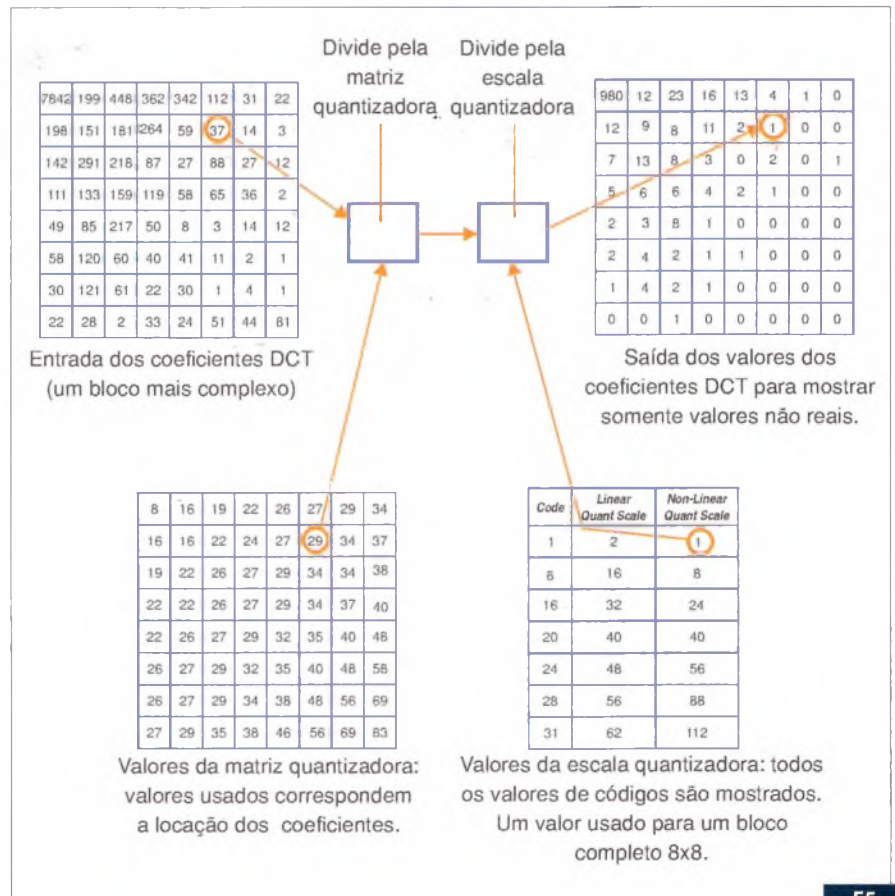 Divide pela
matriz
quantizadora
Divide pela
escala
quantizadora
7842 199 448 362 342 112 31 22
198 151 181 264 59 37 14 3
142 291 218 87 27 88 27 12
111 133 159 119 58 65 36 2
49 85 217 50 8 3 14 12
58 120 60 40 41 11 2 1
30 121 61 22 30 1 4 1
22 28 2 33 24 51 44 81
Entrada dos coeficientes DCT
(um bloco mais complexo)
980 12 23 16 13 4 1 0
12 9 8 11 2 1 0 0
7 13 8 3 0 2 0 1
5 6 6 4 2 1 0 0
2 3 8 1 0 0 0 0
2 4 2 1 1 0 0 0
1 4 2 1 0 0 0 0
0 0 1 0 0 0 0 0
Saída dos valores dos
coeficientes DCT para mostrar
somente valores não reais.
8 16 19 22 26 27 29 34
16 16 22 24 27 29 34 37
19 22 26 27 29 34 34 38
22 22 26 27 29 34 37 40
22 26 27 29 32 35 40 48
26 27 29 32 35 40 48 58
26 27 29 34 38 48 56 69
27 29 35 38 46 56 69 83
Valores da matriz quantizadora:
valores usados correspondem
a locação dos coeficientes.
Code Linear Quant Scale Non-Linear Quant Scale
1 2 1
8 16 8
16 32 24
20 40 40
24 48 56
28 56 88
31 62 112
Valores da escala quantizadora: todos
os valores de códigos são mostrados.
Um valor usado para um bloco
completo 8x8.
55